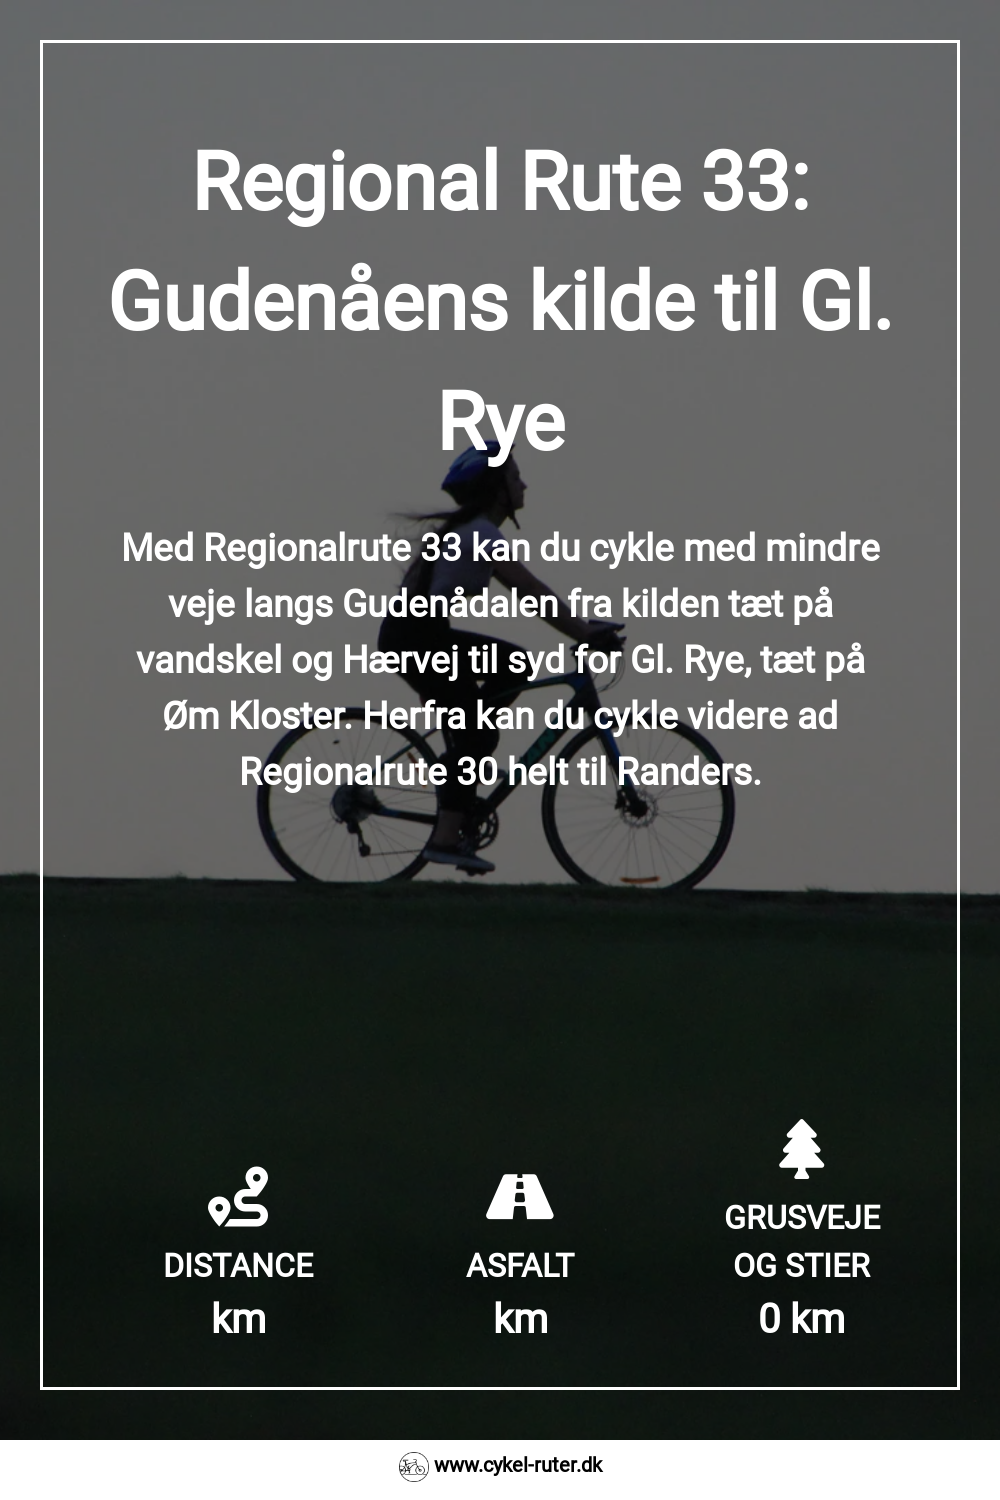 Regional Rute 33:
Gudenåens kilde til Gl.
Rye
Med Regionalrute 33 kan du cykle med mindre
veje langs Gudenådalen fra kilden tæt på
vandskel og Hærvej til syd for Gl. Rye, tæt på
Øm Kloster. Herfra kan du cykle videre ad
Regionalrute 30 helt til Randers.
DISTANCE
km
ASFALT
km
GRUSVEJE
OG STIER
0 km
www.cykel-ruter.dk